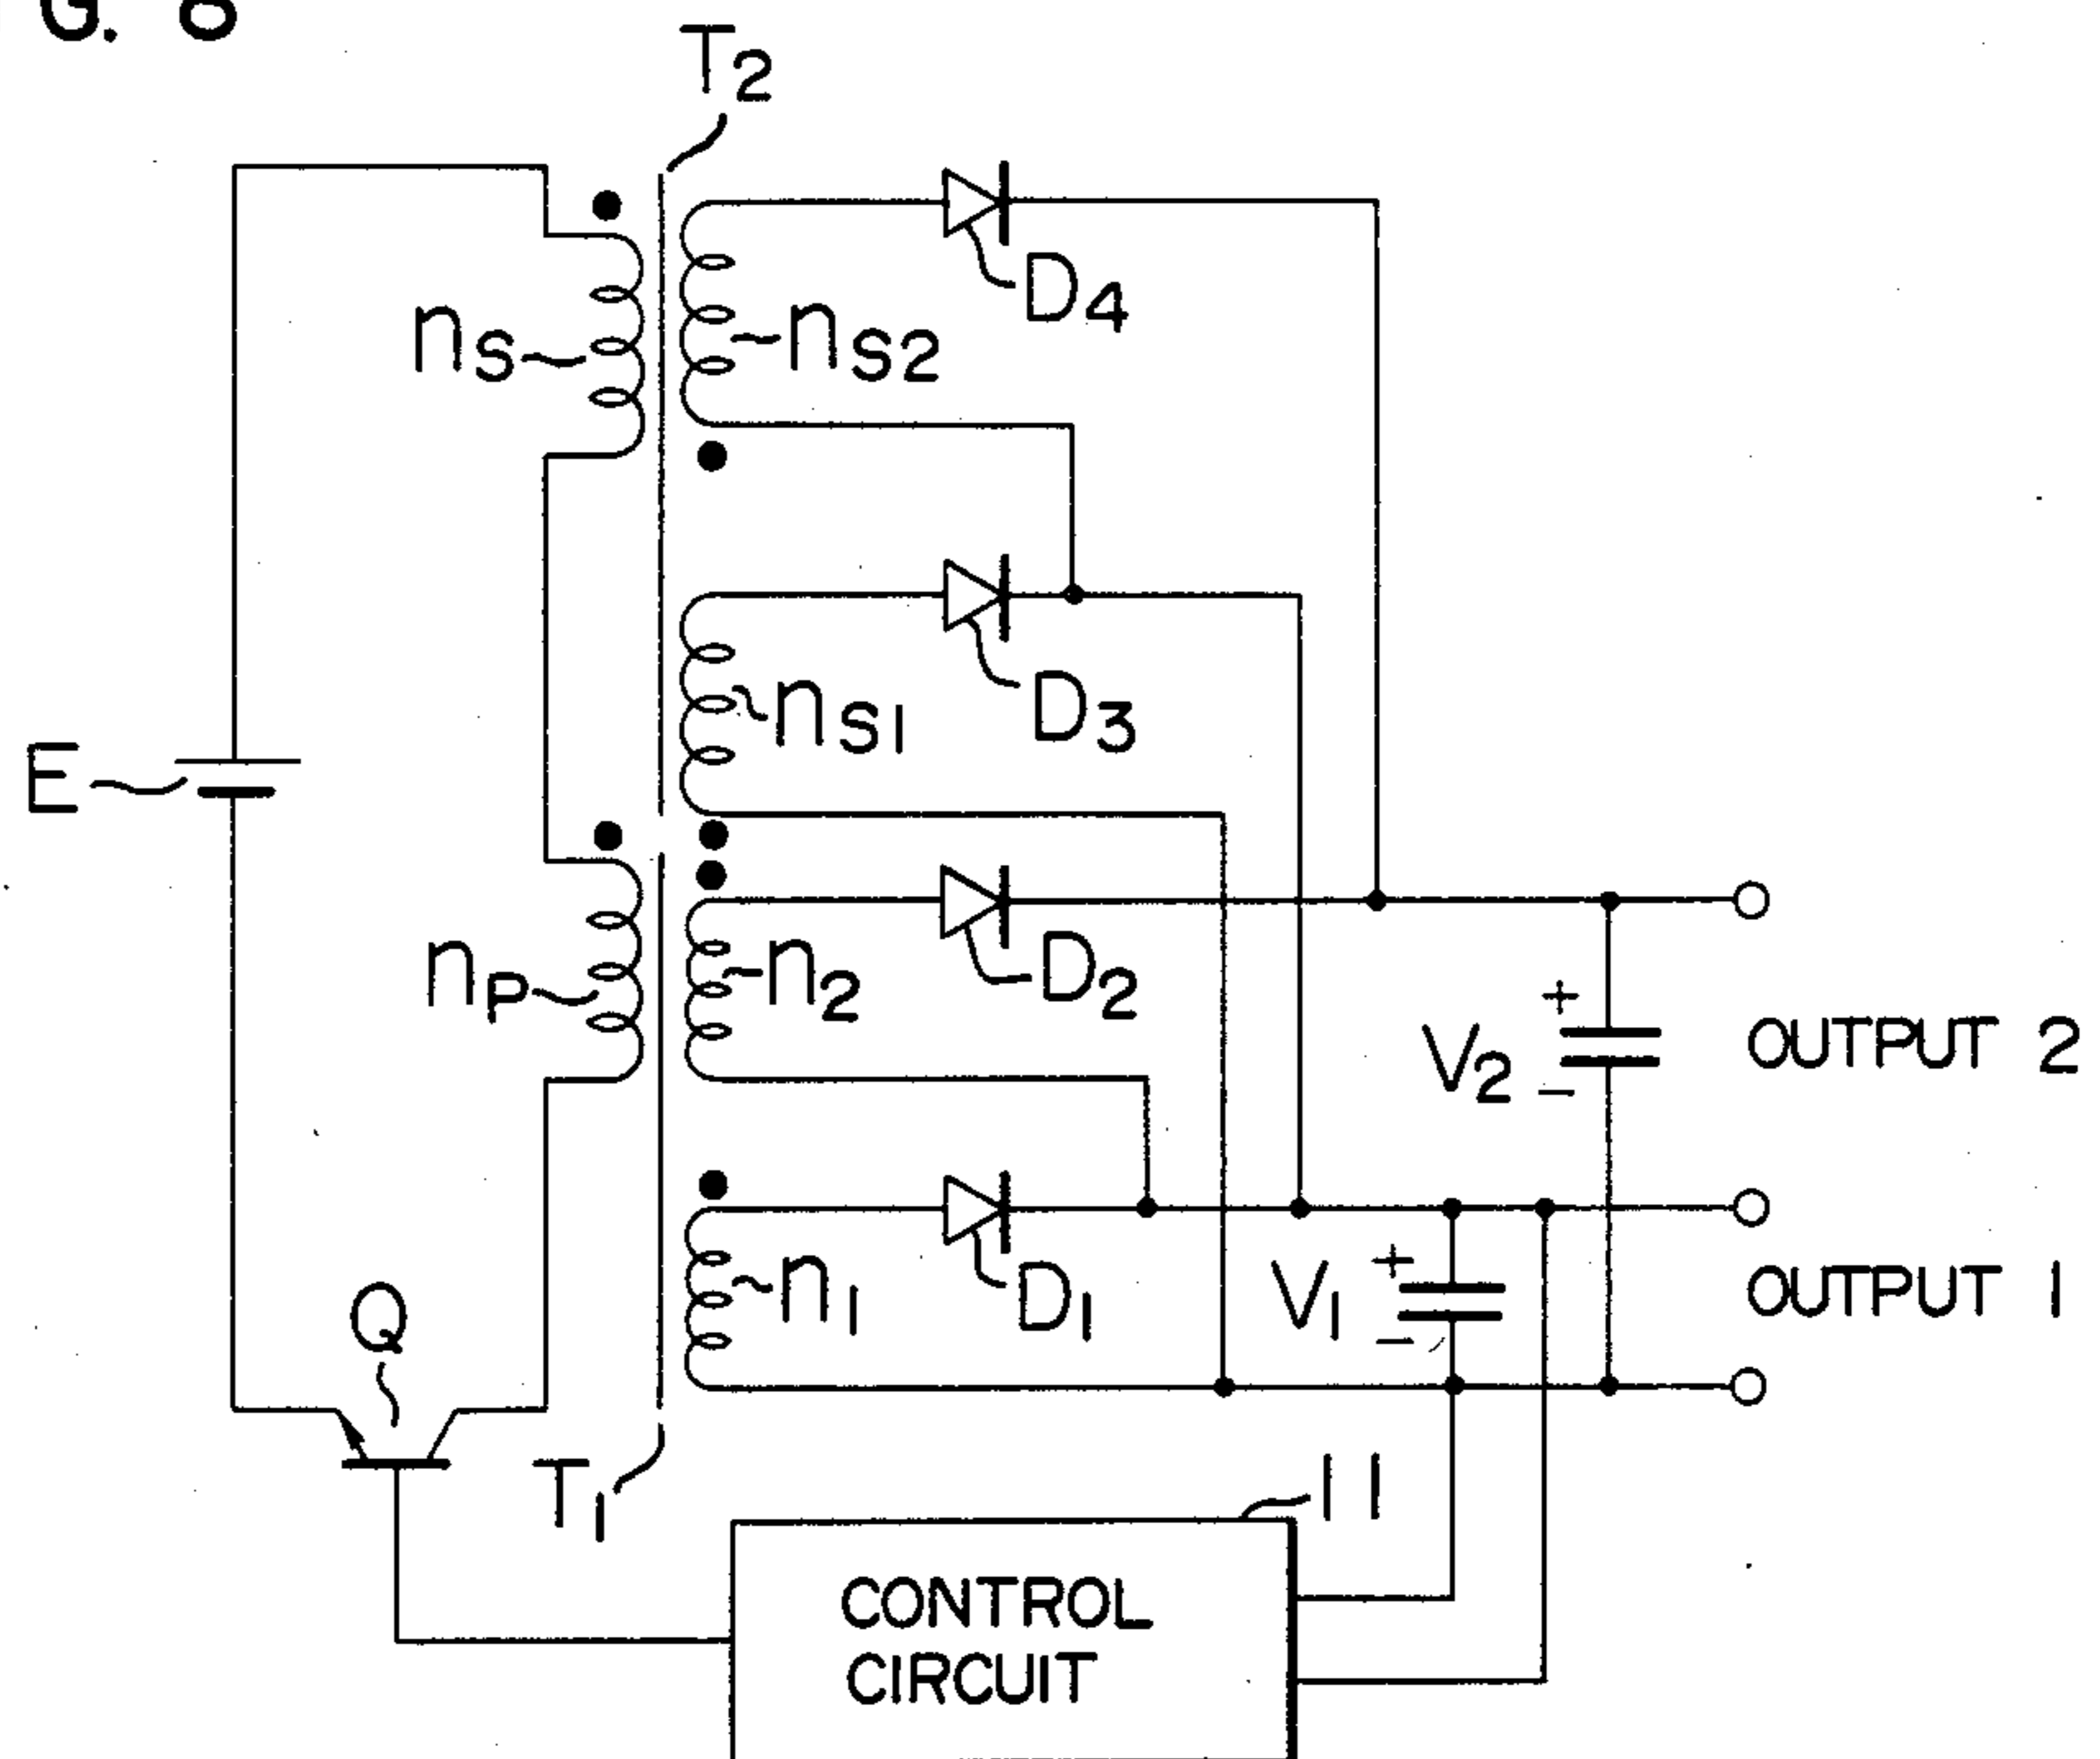 G. 8
T2
D4
nS
nS2
D3
nS1
E
nP
n2
D2
+
V2
-
OUTPUT 2
n1
D1
+
V1
-
OUTPUT 1
Q
T1
11
CONTROL
CIRCUIT